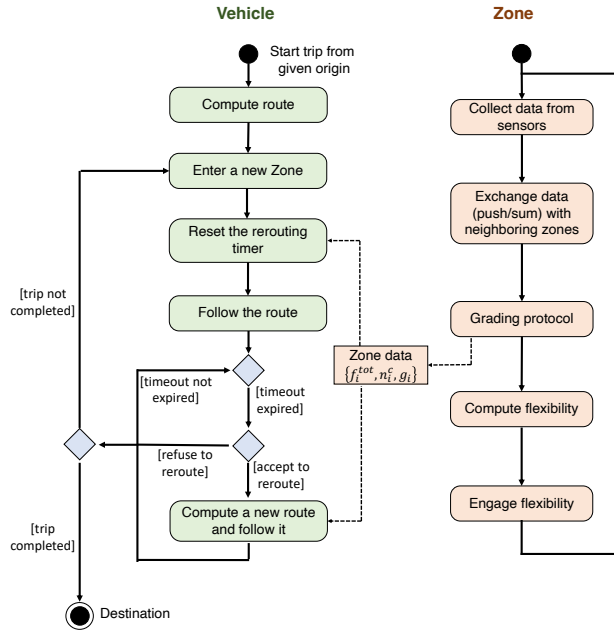 Vehicle
Zone
Start trip from
given origin
Compute route
Enter a new Zone
Reset the rerouting
timer
Follow the route
[trip not
completed]
[timeout not
expired]
[timeout
expired]
[refuse to
reroute]
[accept to
reroute]
Compute a new route
and follow it
[trip
completed]
Destination
Zone data
{f_i^{tot}, n_i^c, g_i}
Collect data from
sensors
Exchange data
(push/sum) with
neighboring zones
Grading protocol
Compute flexibility
Engage flexibility